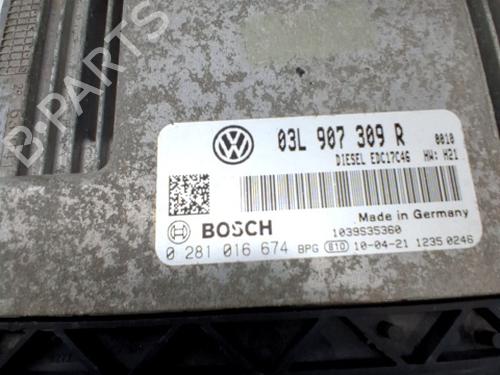 B-PARTS
03L 907 309 R 0010
DIESEL EDC17C46 HW: H21
Made in Germany
BOSCH 1039S35360
0 281 016 674 BPG B10 10-04-21 1235 0246